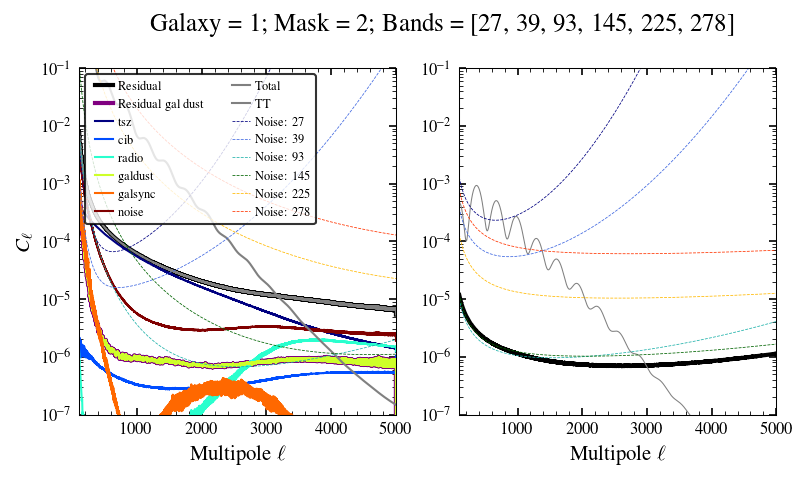 Galaxy = 1; Mask = 2; Bands = [27, 39, 93, 145, 225, 278]
10⁻¹
10⁻²
10⁻³
10⁻⁴
10⁻⁵
10⁻⁶
10⁻⁷
C_ℓ
Residual
Residual gal dust
tsz
cib
radio
galdust
galsync
noise
Total
TT
Noise: 27
Noise: 39
Noise: 93
Noise: 145
Noise: 225
Noise: 278
1000 2000 3000 4000 5000
Multipole ℓ
10⁻¹
10⁻²
10⁻³
10⁻⁴
10⁻⁵
10⁻⁶
10⁻⁷
1000 2000 3000 4000 5000
Multipole ℓ